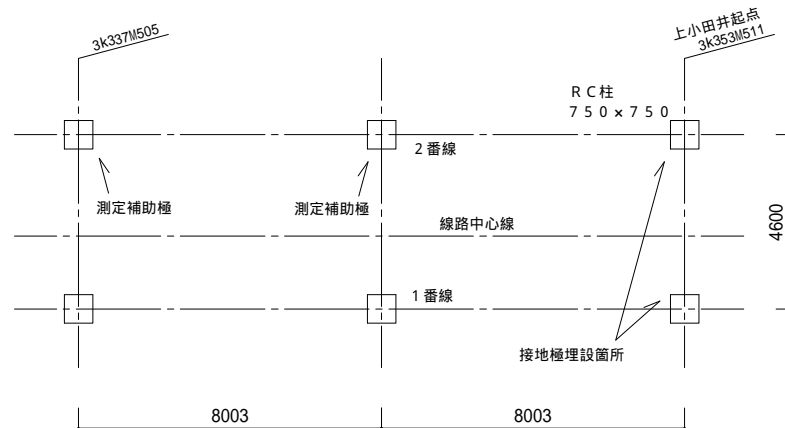 3k337M505
上小田井起点
3k353M511
ＲＣ柱
７５０×７５０
２番線
測定補助極
測定補助極
線路中心線
4600
１番線
接地極埋設箇所
8003
8003